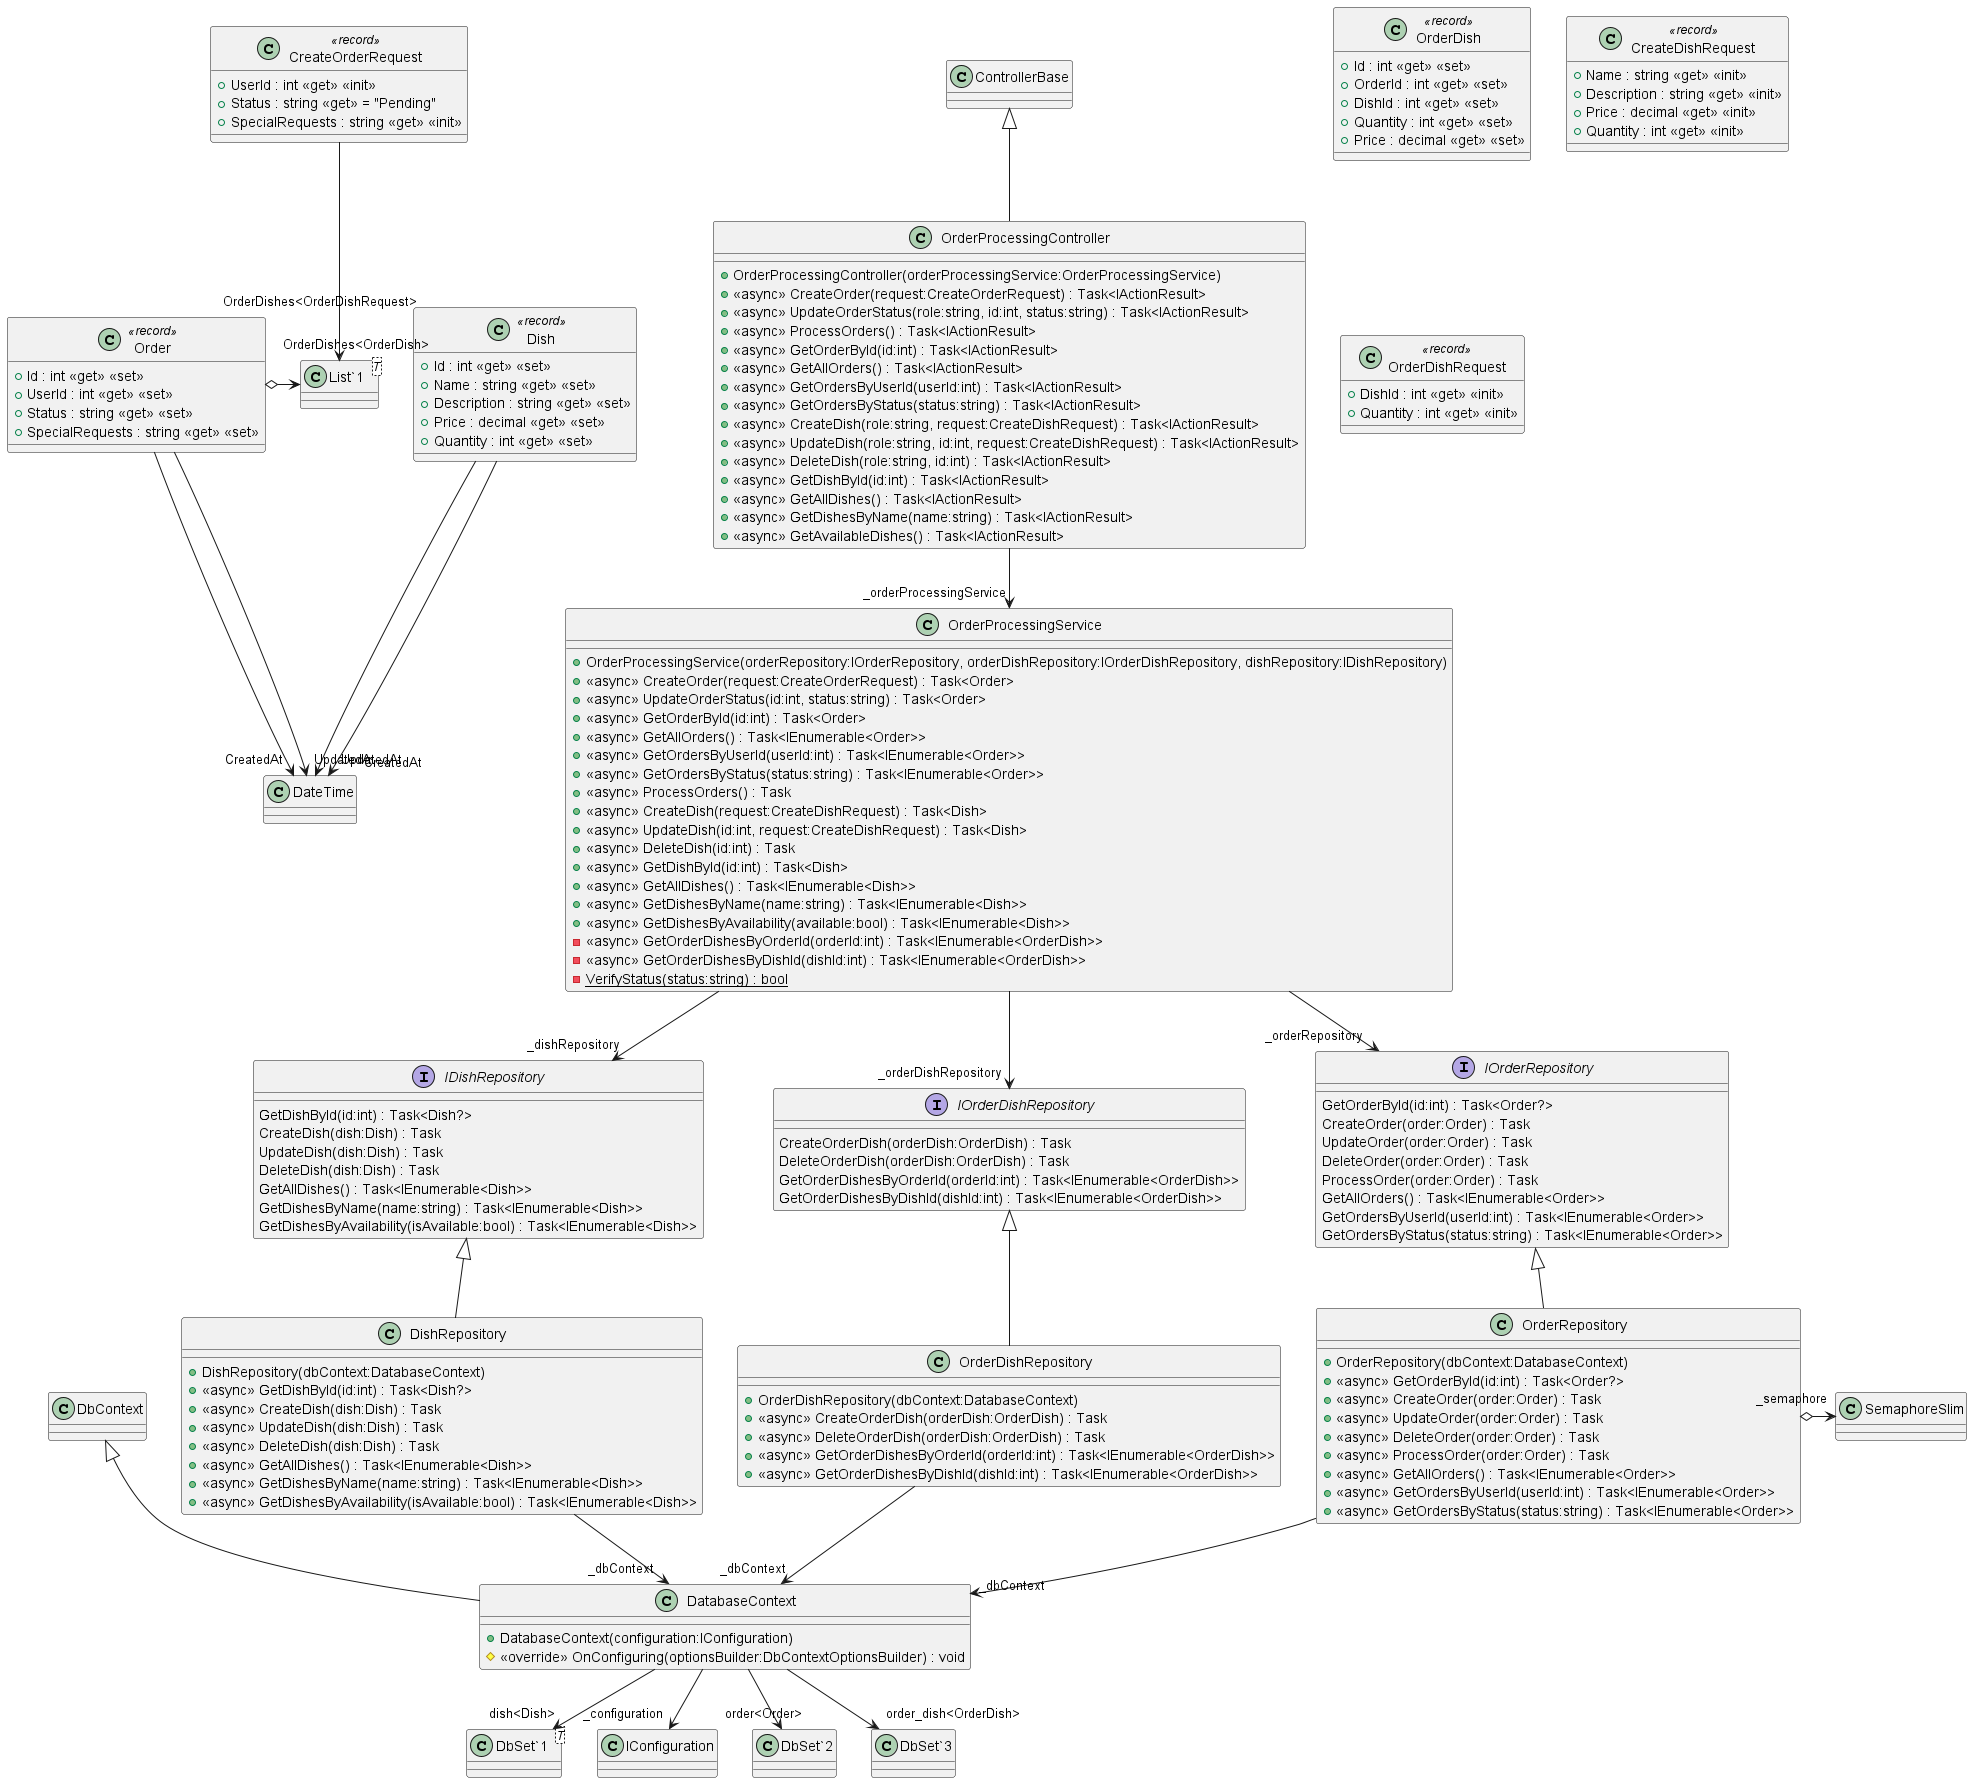 «record»
CreateOrderRequest
UserId : int «get» «init»
Status : string «get» = "Pending"
SpecialRequests : string «get» «init»
ControllerBase
«record»
OrderDish
Id : int «get» «set»
OrderId : int «get» «set»
DishId : int «get» «set»
Quantity : int «get» «set»
Price : decimal «get» «set»
«record»
CreateDishRequest
Name : string «get» «init»
Description : string «get» «init»
Price : decimal «get» «init»
Quantity : int «get» «init»
OrderDishes<OrderDishRequest>
OrderDishes<OrderDish>
«record»
Order
Id : int «get» «set»
UserId : int «get» «set»
Status : string «get» «set»
SpecialRequests : string «get» «set»
List`1
T
«record»
Dish
Id : int «get» «set»
Name : string «get» «set»
Description : string «get» «set»
Price : decimal «get» «set»
Quantity : int «get» «set»
OrderProcessingController
OrderProcessingController(orderProcessingService:OrderProcessingService)
«async» CreateOrder(request:CreateOrderRequest) : Task<IActionResult>
«async» UpdateOrderStatus(role:string, id:int, status:string) : Task<IActionResult>
«async» ProcessOrders() : Task<IActionResult>
«async» GetOrderById(id:int) : Task<IActionResult>
«async» GetAllOrders() : Task<IActionResult>
«async» GetOrdersByUserId(userId:int) : Task<IActionResult>
«async» GetOrdersByStatus(status:string) : Task<IActionResult>
«async» CreateDish(role:string, request:CreateDishRequest) : Task<IActionResult>
«async» UpdateDish(role:string, id:int, request:CreateDishRequest) : Task<IActionResult>
«async» DeleteDish(role:string, id:int) : Task<IActionResult>
«async» GetDishById(id:int) : Task<IActionResult>
«async» GetAllDishes() : Task<IActionResult>
«async» GetDishesByName(name:string) : Task<IActionResult>
«async» GetAvailableDishes() : Task<IActionResult>
«record»
OrderDishRequest
DishId : int «get» «init»
Quantity : int «get» «init»
_orderProcessingService
CreatedAt
UpdatedAt
UpdatedAt
CreatedAt
DateTime
OrderProcessingService
OrderProcessingService(orderRepository:IOrderRepository, orderDishRepository:IOrderDishRepository, dishRepository:IDishRepository)
«async» CreateOrder(request:CreateOrderRequest) : Task<Order>
«async» UpdateOrderStatus(id:int, status:string) : Task<Order>
«async» GetOrderById(id:int) : Task<Order>
«async» GetAllOrders() : Task<IEnumerable<Order>>
«async» GetOrdersByUserId(userId:int) : Task<IEnumerable<Order>>
«async» GetOrdersByStatus(status:string) : Task<IEnumerable<Order>>
«async» ProcessOrders() : Task
«async» CreateDish(request:CreateDishRequest) : Task<Dish>
«async» UpdateDish(id:int, request:CreateDishRequest) : Task<Dish>
«async» DeleteDish(id:int) : Task
«async» GetDishById(id:int) : Task<Dish>
«async» GetAllDishes() : Task<IEnumerable<Dish>>
«async» GetDishesByName(name:string) : Task<IEnumerable<Dish>>
«async» GetDishesByAvailability(available:bool) : Task<IEnumerable<Dish>>
«async» GetOrderDishesByOrderId(orderId:int) : Task<IEnumerable<OrderDish>>
«async» GetOrderDishesByDishId(dishId:int) : Task<IEnumerable<OrderDish>>
VerifyStatus(status:string) : bool
_dishRepository
_orderDishRepository
_orderRepository
IDishRepository
GetDishById(id:int) : Task<Dish?>
CreateDish(dish:Dish) : Task
UpdateDish(dish:Dish) : Task
DeleteDish(dish:Dish) : Task
GetAllDishes() : Task<IEnumerable<Dish>>
GetDishesByName(name:string) : Task<IEnumerable<Dish>>
GetDishesByAvailability(isAvailable:bool) : Task<IEnumerable<Dish>>
IOrderDishRepository
CreateOrderDish(orderDish:OrderDish) : Task
DeleteOrderDish(orderDish:OrderDish) : Task
GetOrderDishesByOrderId(orderId:int) : Task<IEnumerable<OrderDish>>
GetOrderDishesByDishId(dishId:int) : Task<IEnumerable<OrderDish>>
IOrderRepository
GetOrderById(id:int) : Task<Order?>
CreateOrder(order:Order) : Task
UpdateOrder(order:Order) : Task
DeleteOrder(order:Order) : Task
ProcessOrder(order:Order) : Task
GetAllOrders() : Task<IEnumerable<Order>>
GetOrdersByUserId(userId:int) : Task<IEnumerable<Order>>
GetOrdersByStatus(status:string) : Task<IEnumerable<Order>>
DbContext
DishRepository
DishRepository(dbContext:DatabaseContext)
«async» GetDishById(id:int) : Task<Dish?>
«async» CreateDish(dish:Dish) : Task
«async» UpdateDish(dish:Dish) : Task
«async» DeleteDish(dish:Dish) : Task
«async» GetAllDishes() : Task<IEnumerable<Dish>>
«async» GetDishesByName(name:string) : Task<IEnumerable<Dish>>
«async» GetDishesByAvailability(isAvailable:bool) : Task<IEnumerable<Dish>>
OrderDishRepository
OrderDishRepository(dbContext:DatabaseContext)
«async» CreateOrderDish(orderDish:OrderDish) : Task
«async» DeleteOrderDish(orderDish:OrderDish) : Task
«async» GetOrderDishesByOrderId(orderId:int) : Task<IEnumerable<OrderDish>>
«async» GetOrderDishesByDishId(dishId:int) : Task<IEnumerable<OrderDish>>
OrderRepository
OrderRepository(dbContext:DatabaseContext)
«async» GetOrderById(id:int) : Task<Order?>
«async» CreateOrder(order:Order) : Task
«async» UpdateOrder(order:Order) : Task
«async» DeleteOrder(order:Order) : Task
«async» ProcessOrder(order:Order) : Task
«async» GetAllOrders() : Task<IEnumerable<Order>>
«async» GetOrdersByUserId(userId:int) : Task<IEnumerable<Order>>
«async» GetOrdersByStatus(status:string) : Task<IEnumerable<Order>>
_semaphore
SemaphoreSlim
_dbContext
_dbContext
_dbContext
DatabaseContext
DatabaseContext(configuration:IConfiguration)
«override» OnConfiguring(optionsBuilder:DbContextOptionsBuilder) : void
dish<Dish>
_configuration
order<Order>
order_dish<OrderDish>
DbSet`1
T
IConfiguration
DbSet`2
DbSet`3